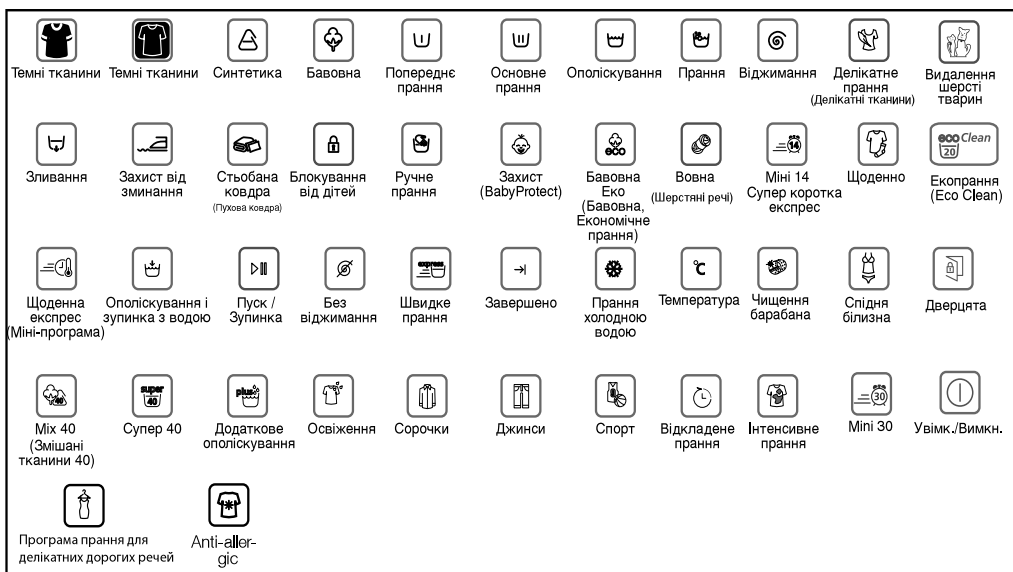 Темні тканини
Темні тканини
Синтетика
Бавовна
Попереднє
прання
Основне
прання
Ополіскування
Прання
Віджимання
Делікатне
прання
(Делікатні тканини)
Видалення
шерсті
тварин
Зливання
Захист від
зминання
Стьобана
ковдра
(Пухова ковдра)
Блокування
від дітей
Ручне
прання
Захист
(BabyProtect)
eco
Бавовна
Еко
(Бавовна,
Економічне
прання)
Вовна
(Шерстяні речі)
14
Міні 14
Супер коротка
експрес
Щоденно
eco Clean
20
Екопрання
(Eco Clean)
Щоденна
експрес
(Міні-програма)
Ополіскування і
зупинка з водою
Пуск /
Зупинка
Без
віджимання
express
Швидке
прання
Завершено
Прання
холодною
водою
°C
Температура
Чищення
барабана
Спідня
білизна
Дверцята
40
Міх 40
(Змішані
тканини 40)
super
40
Супер 40
plus
Додаткове
ополіскування
Освіження
Сорочки
Джинси
Спорт
Відкладене
прання
Інтенсивне
прання
30
Міні 30
Увімк./Вимкн.
Програма прання для
делікатних дорогих речей
Anti-aller-
gic